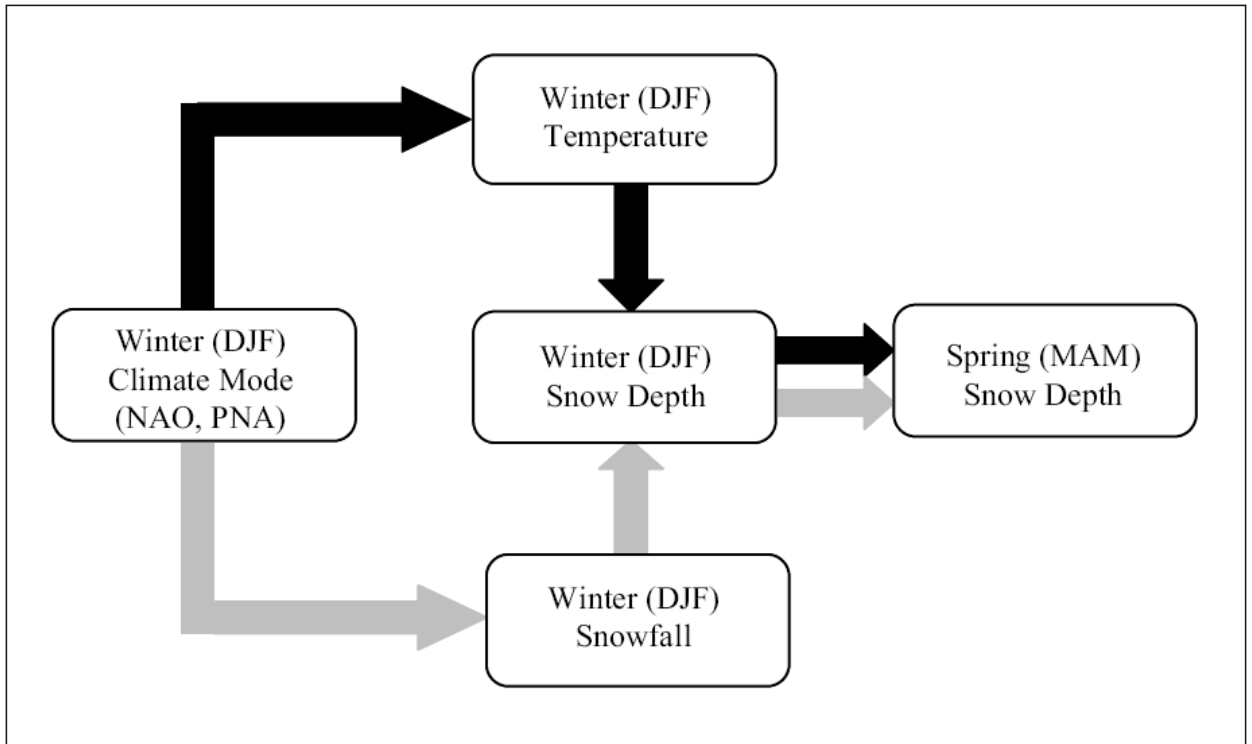 Winter (DJF)
Temperature
Winter (DJF)
Climate Mode
(NAO, PNA)
Winter (DJF)
Snow Depth
Spring (MAM)
Snow Depth
Winter (DJF)
Snowfall